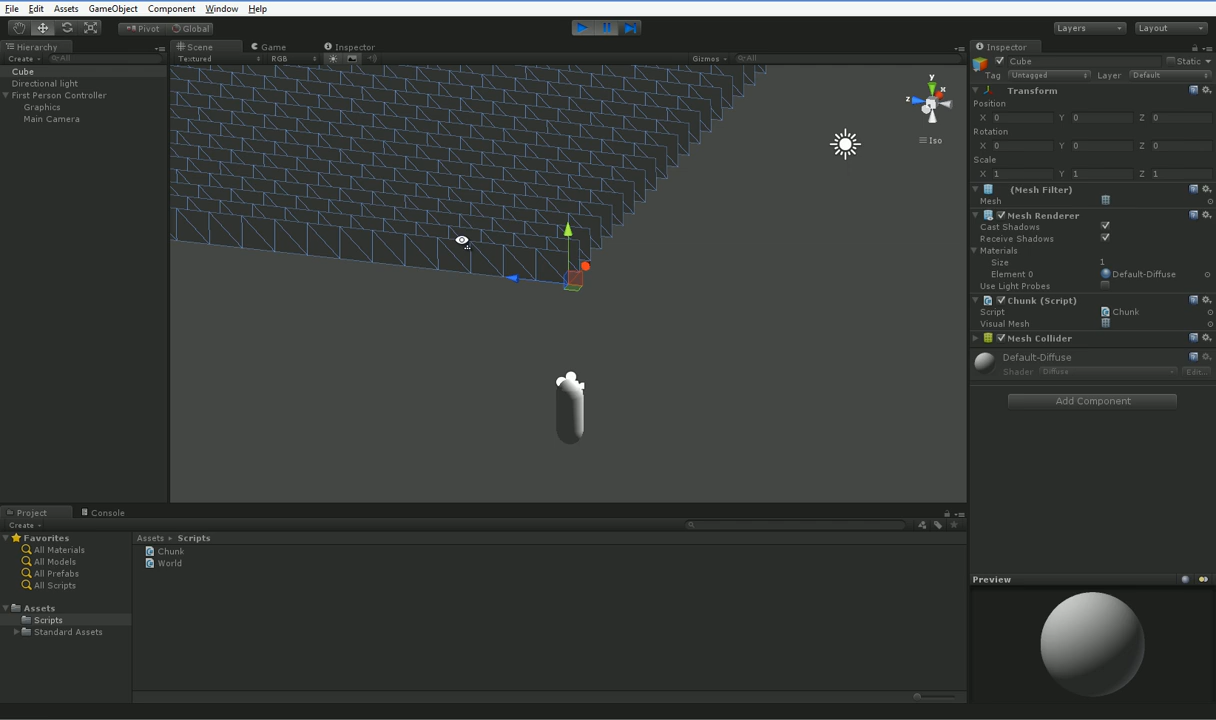 File Edit Assets GameObject Component Window Help
Pivot Global Layers Layout
Hierarchy Scene Game Inspector Inspector
Create All Textured RGB Gizmos All
Cube
Directional light
First Person Controller
Graphics
Main Camera
y
x
z
Iso
Cube Static
Tag Untagged Layer Default
Transform
Position
X 0 Y 0 Z 0
Rotation
X 0 Y 0 Z 0
Scale
X 1 Y 1 Z 1
(Mesh Filter)
Mesh
Mesh Renderer
Cast Shadows
Receive Shadows
Materials
Size 1
Element 0 Default-Diffuse
Use Light Probes
Chunk (Script)
Script Chunk
Visual Mesh
Mesh Collider
Default-Diffuse
Shader Diffuse Edit...
Add Component
Project Console
Create
Favorites
All Materials
All Models
All Prefabs
All Scripts
Assets
Scripts
Standard Assets
Assets Scripts
Chunk
World
Preview